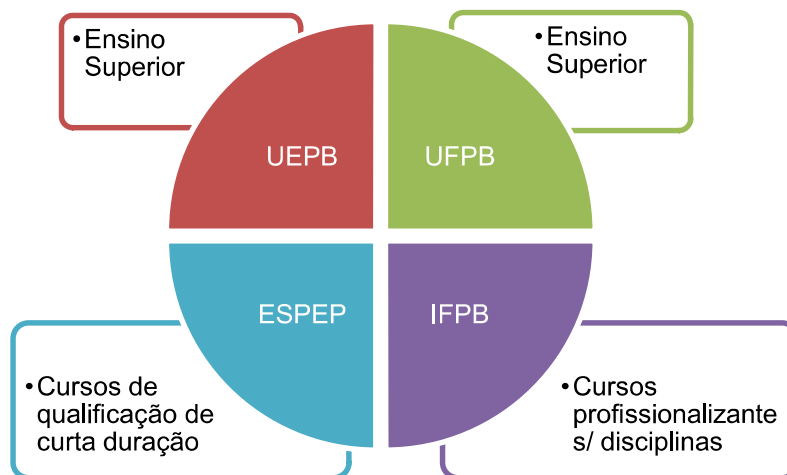 •Ensino
Superior
•Ensino
Superior
UEPB
UFPB
ESPEP
IFPB
•Cursos de
qualificação de
curta duração
•Cursos
profissionalizante
s/ disciplinas